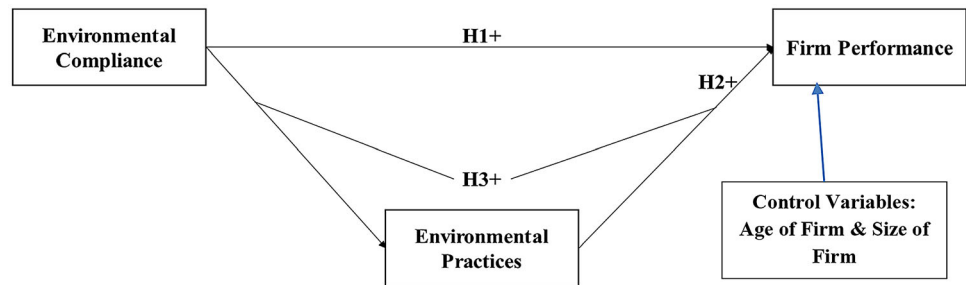 Environmental
Compliance
H1+
Firm Performance
H2+
H3+
Environmental
Practices
Control Variables:
Age of Firm & Size of
Firm